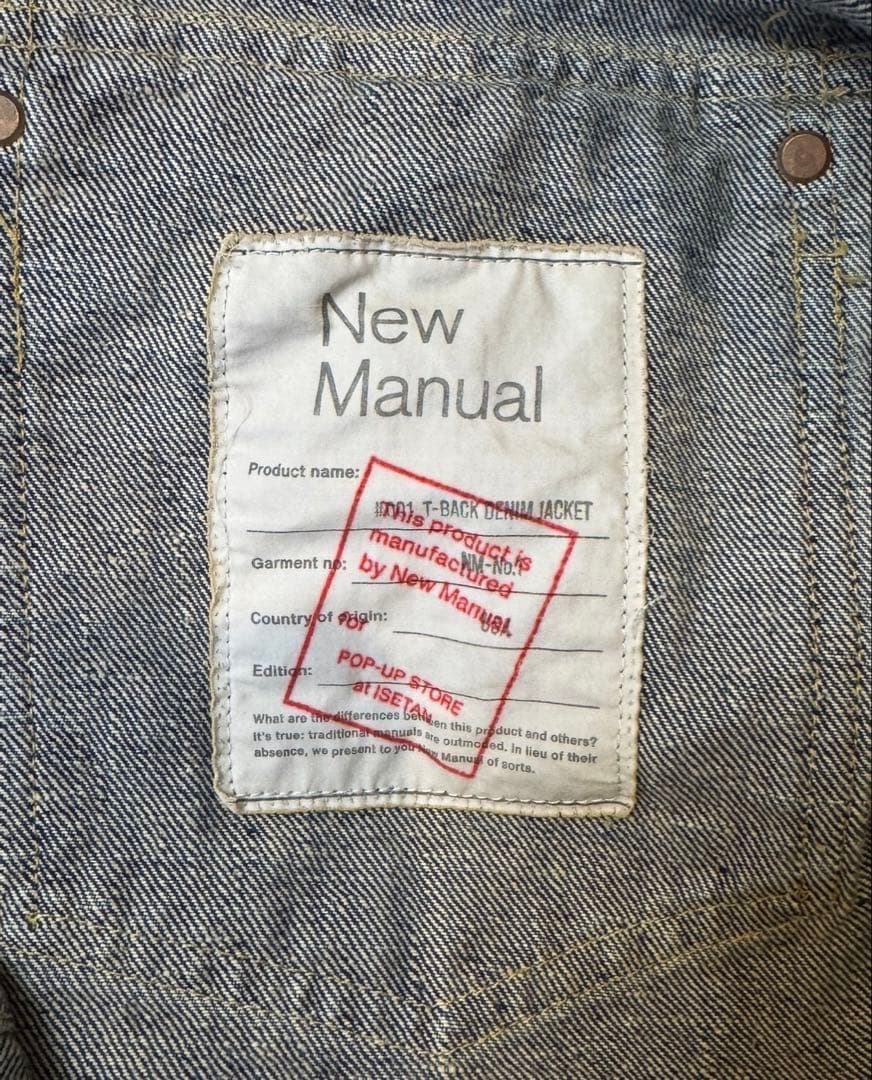 New
Manual
Product name:
#001 T-BACK DENIM JACKET
Garment no:
NM-No.1
Country of origin:
USA
Edition:
What are the differences between this product and others?
It's true: traditional manuals are outmoded. In lieu of their
absence, we present to you New Manual of sorts.
This product is
manufactured
by New Manual
for
POP-UP STORE
at ISETAN